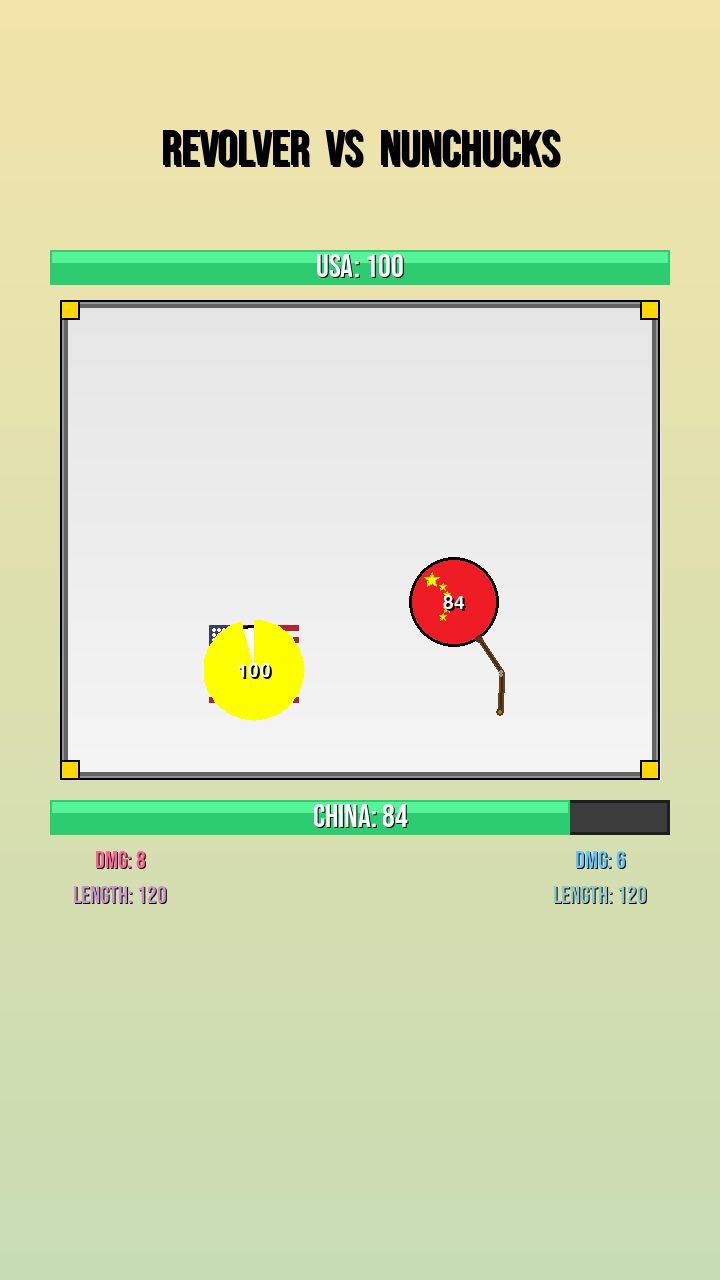 REVOLVER VS NUNCHUCKS
USA: 100
84
100
CHINA: 84
DMG: 8
DMG: 6
LENGTH: 120
LENGTH: 120